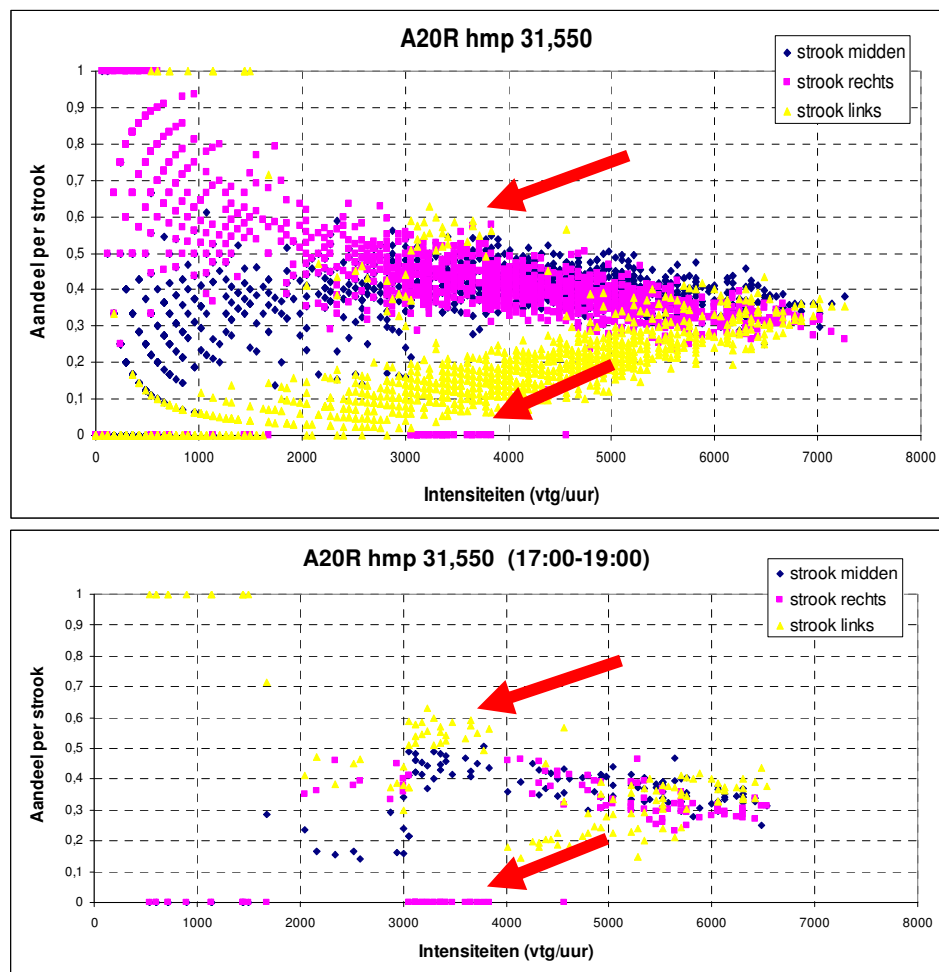 A20R hmp 31,550
strook midden
strook rechts
strook links
Aandeel per strook
1
0,9
0,8
0,7
0,6
0,5
0,4
0,3
0,2
0,1
0
0 1000 2000 3000 4000 5000 6000 7000 8000
Intensiteiten (vtg/uur)
A20R hmp 31,550 (17:00-19:00)
strook midden
strook rechts
strook links
Aandeel per strook
1
0,9
0,8
0,7
0,6
0,5
0,4
0,3
0,2
0,1
0
0 1000 2000 3000 4000 5000 6000 7000 8000
Intensiteiten (vtg/uur)